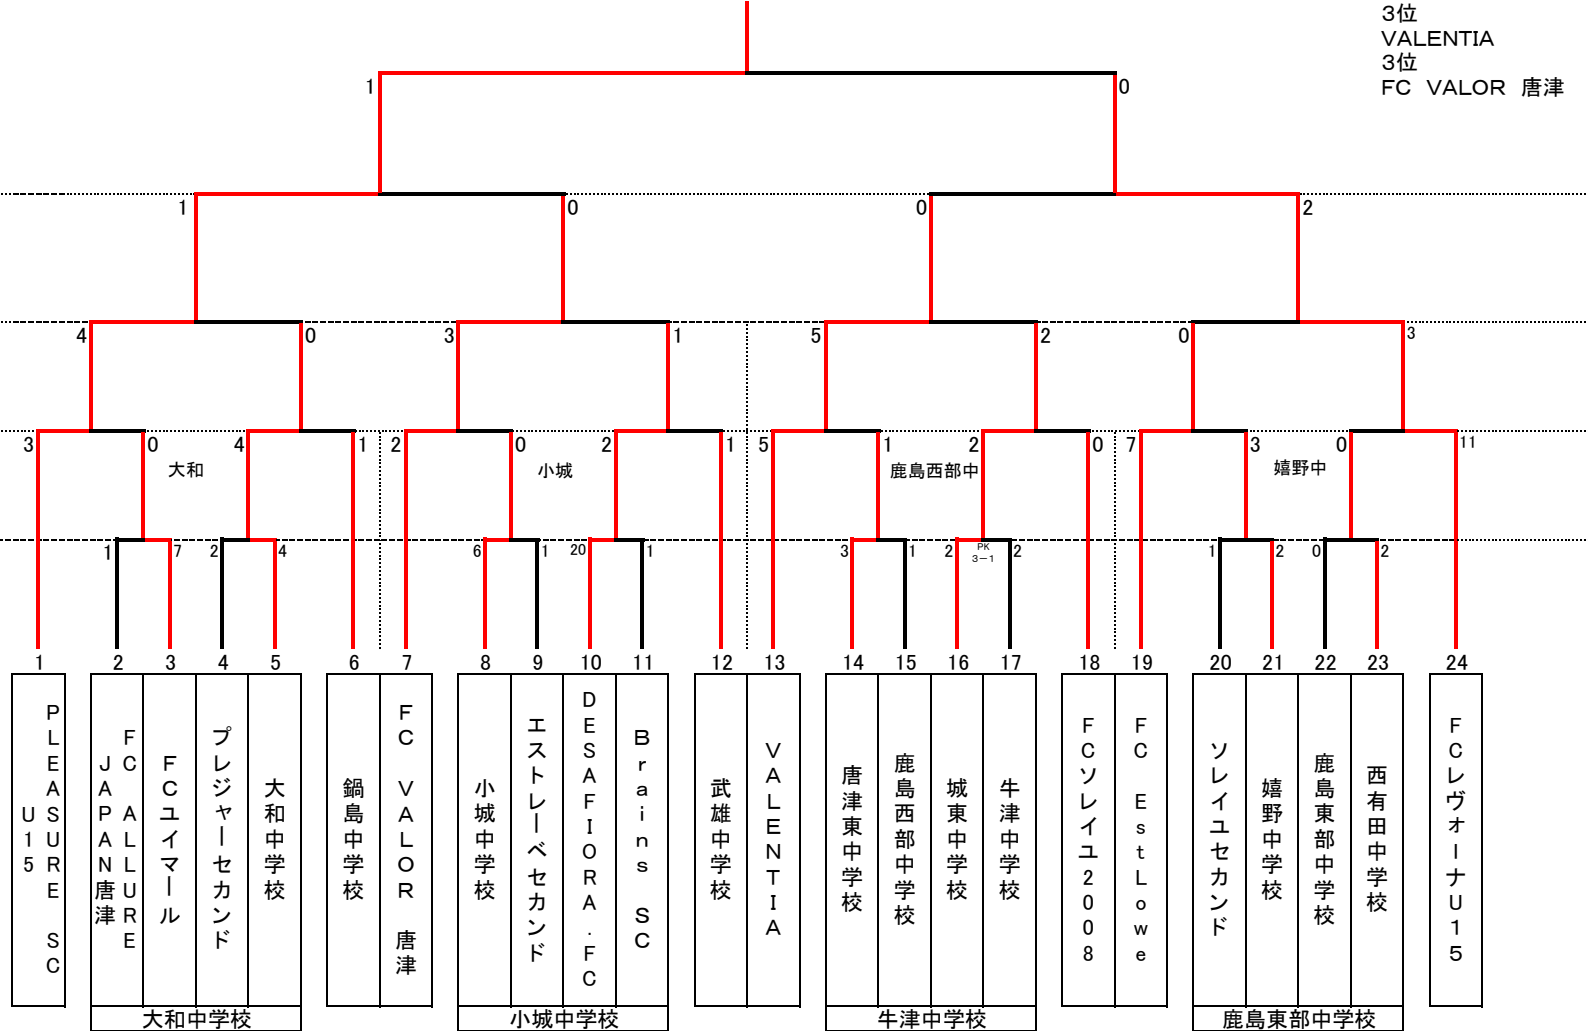 3位
VALENTIA
3位
FC　VALOR　唐津
1
0
1
0
0
2
4
0
3
1
5
2
0
3
3
0
4
1
2
0
2
1
5
1
2
0
7
3
0
11
大和
小城
鹿島西部中
嬉野中
1
7
2
4
6
1
20
1
3
1
2
PK
3－1
2
1
2
0
2
1
2
3
4
5
6
7
8
9
10
11
12
13
14
15
16
17
18
19
20
21
22
23
24
PLEASURE　SC
U15
FC　ALLURE
JAPAN唐津
FCユイマール
プレジャーセカンド
大和中学校
鍋島中学校
FC　VALOR　唐津
小城中学校
エストレーベセカンド
DESAFIORA.FC
Brains　SC
武雄中学校
VALENTIA
唐津東中学校
鹿島西部中学校
城東中学校
牛津中学校
FCソレイユ2008
FC　EstLowe
ソレイユセカンド
嬉野中学校
鹿島東部中学校
西有田中学校
FCレヴォーナU15
大和中学校
小城中学校
牛津中学校
鹿島東部中学校